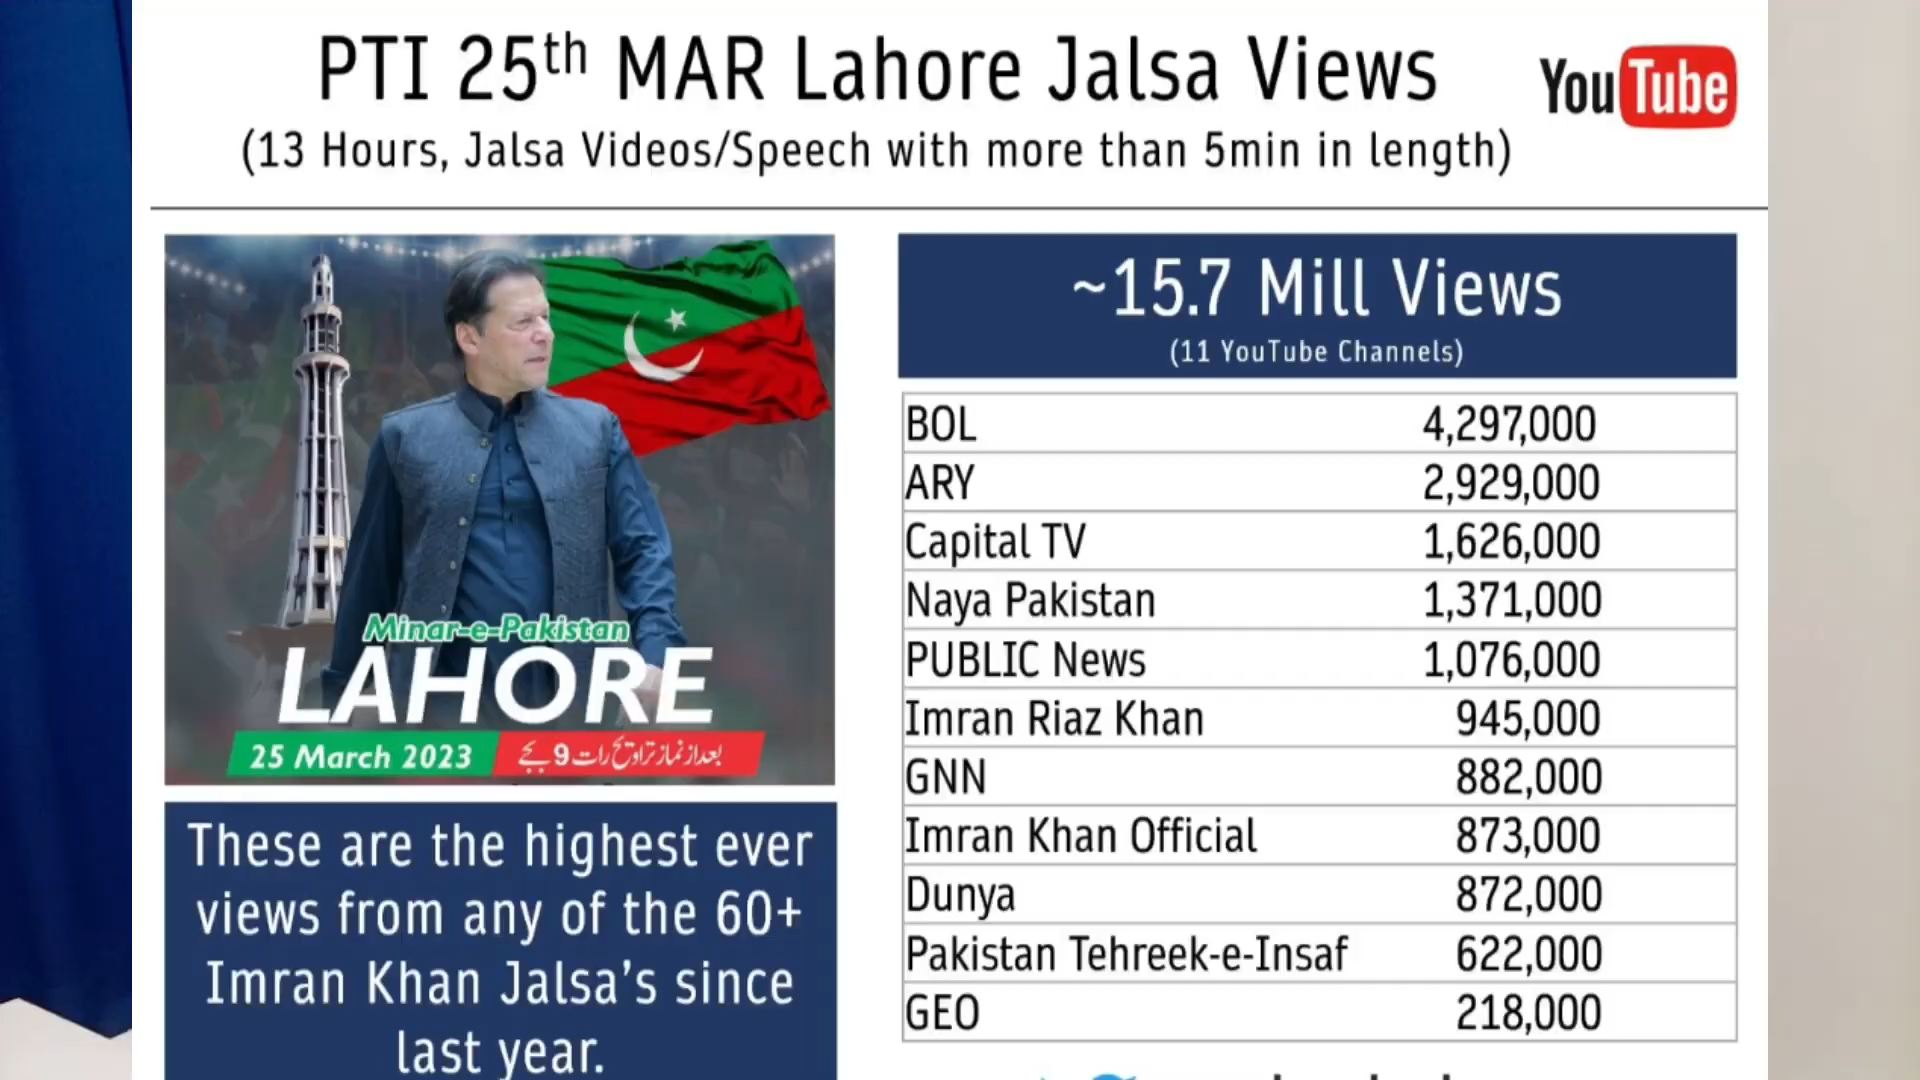 PTI 25th MAR Lahore Jalsa Views
YouTube
(13 Hours, Jalsa Videos/Speech with more than 5min in length)
Minar-e-Pakistan
LAHORE
25 March 2023
بعد از نماز تراویح رات 9 بجے
These are the highest ever
views from any of the 60+
Imran Khan Jalsa’s since
last year.
~15.7 Mill Views
(11 YouTube Channels)
BOL 4,297,000
ARY 2,929,000
Capital TV 1,626,000
Naya Pakistan 1,371,000
PUBLIC News 1,076,000
Imran Riaz Khan 945,000
GNN 882,000
Imran Khan Official 873,000
Dunya 872,000
Pakistan Tehreek-e-Insaf 622,000
GEO 218,000